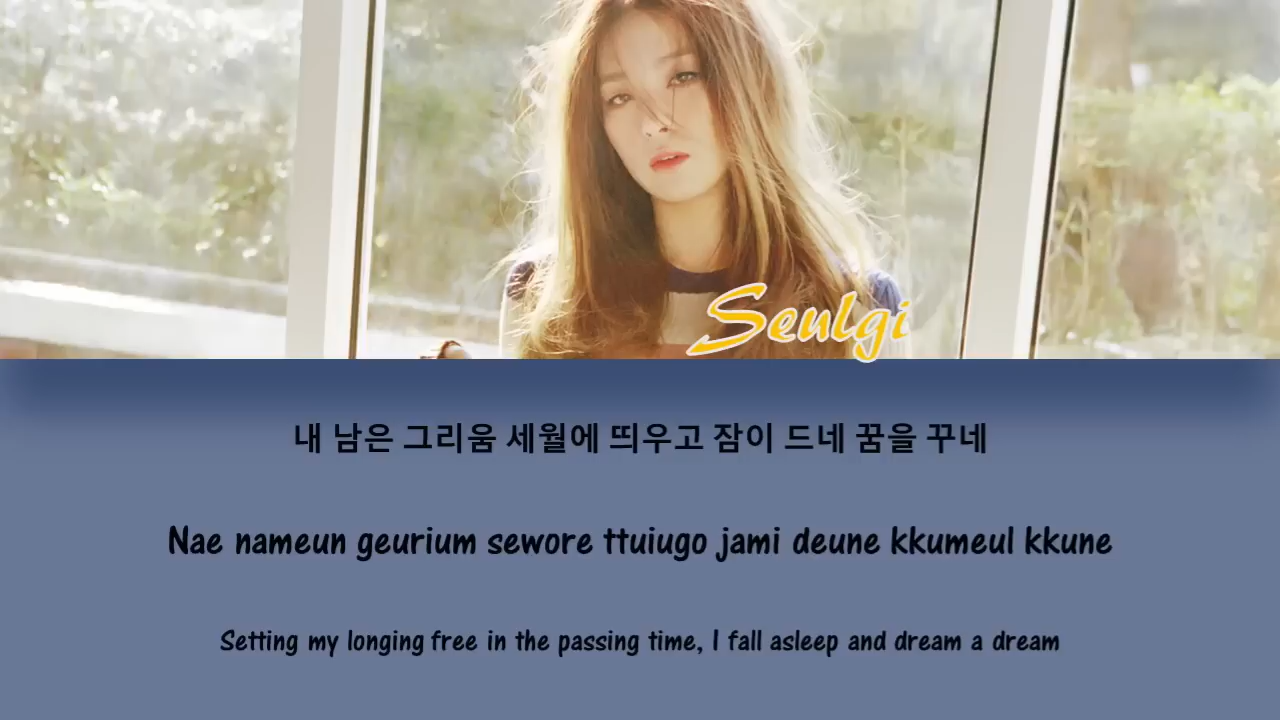 Seulgi
내 남은 그리움 세월에 띄우고 잠이 드네 꿈을 꾸네
Nae nameun geurium sewore ttuiugo jami deune kkumeul kkune
Setting my longing free in the passing time, I fall asleep and dream a dream